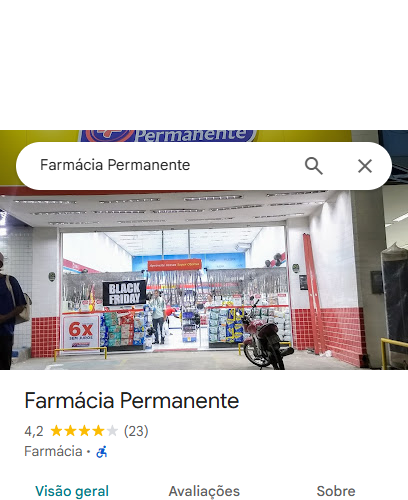 Permanente
Farmácia Permanente
BLACK
FRIDAY
6X
SEM JUROS
Farmácia Permanente
4,2 (23)
Farmácia ·
Visão geral Avaliações Sobre